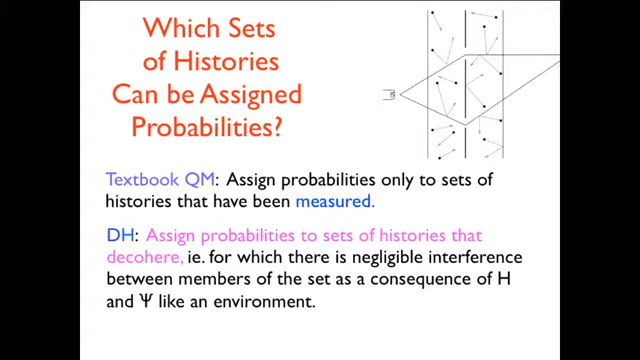 Which Sets
of Histories
Can be Assigned
Probabilities?
Textbook QM: Assign probabilities only to sets of
histories that have been measured.
DH: Assign probabilities to sets of histories that
decohere, ie. for which there is negligible interference
between members of the set as a consequence of H
and Ψ like an environment.